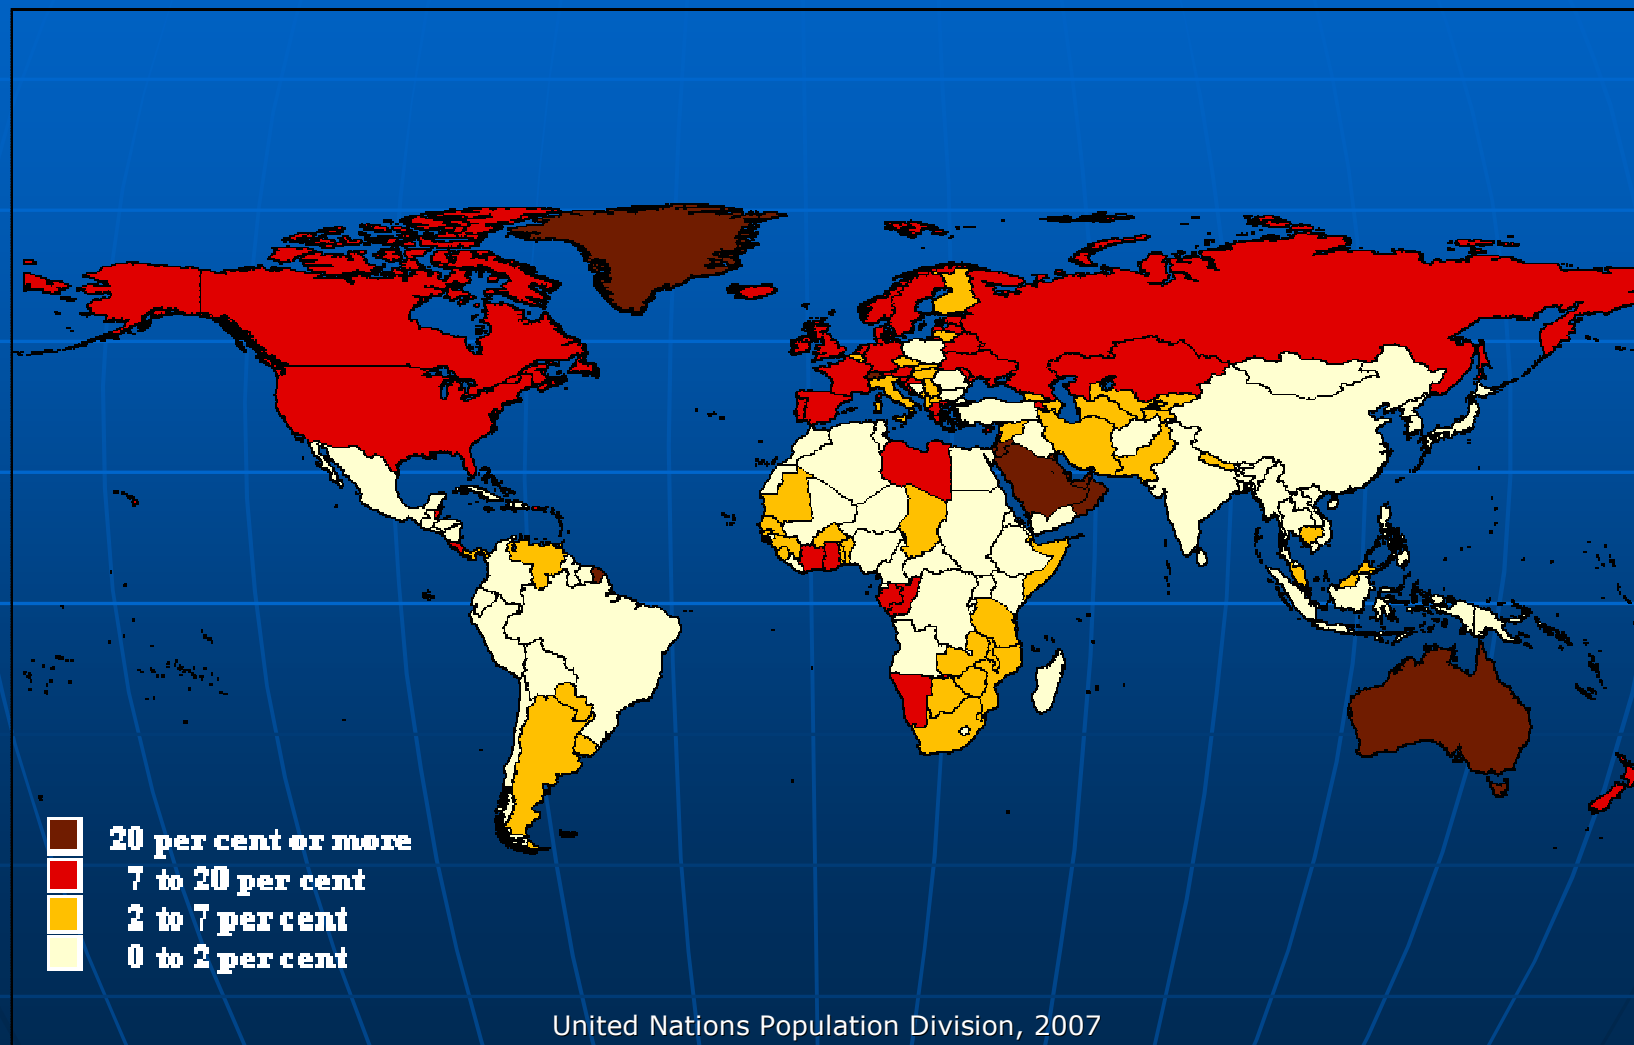 20 per cent or more
7 to 20 per cent
2 to 7 per cent
0 to 2 per cent
United Nations Population Division, 2007